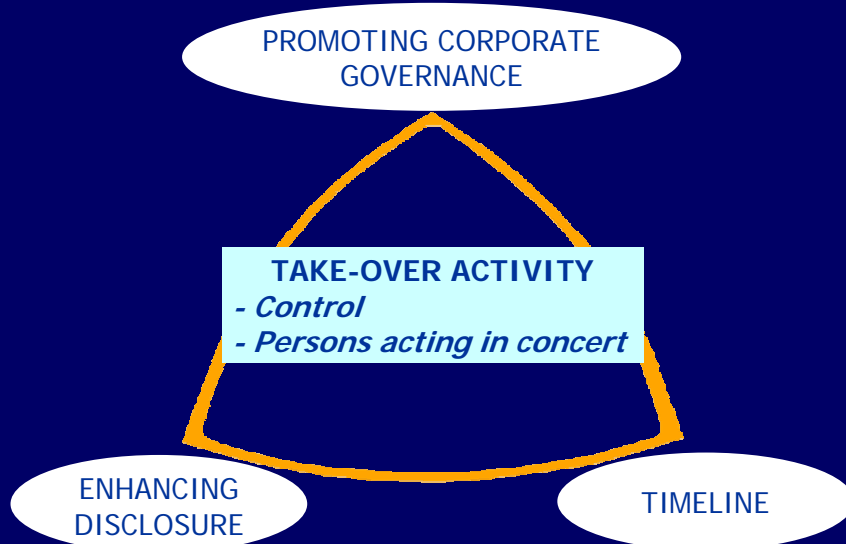 PROMOTING CORPORATE
GOVERNANCE
TAKE-OVER ACTIVITY
- Control
- Persons acting in concert
ENHANCING
DISCLOSURE
TIMELINE